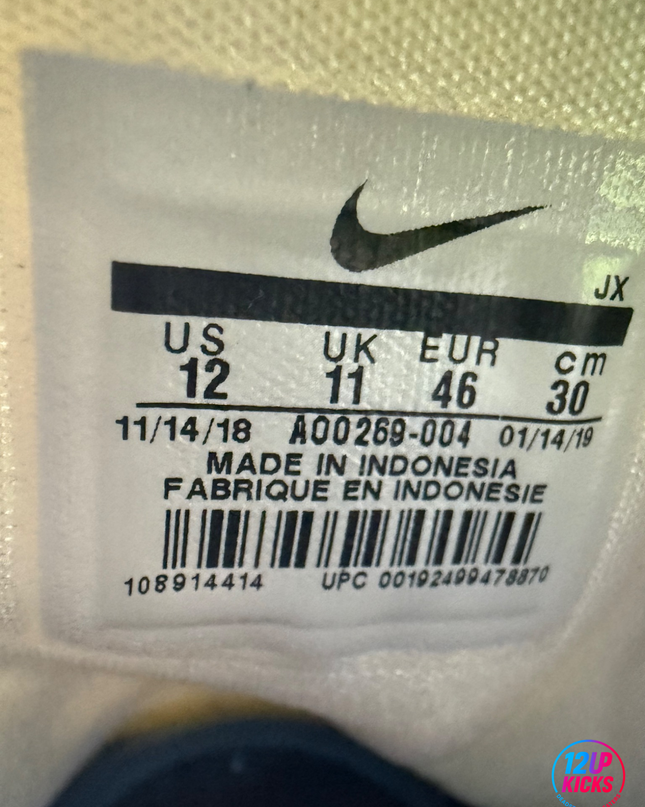 JX
US UK EUR cm
12 11 46 30
11/14/18 AO0269-004 01/14/19
MADE IN INDONESIA
FABRIQUE EN INDONESIE
108914414 UPC 00192499478870
12UP
KICKS